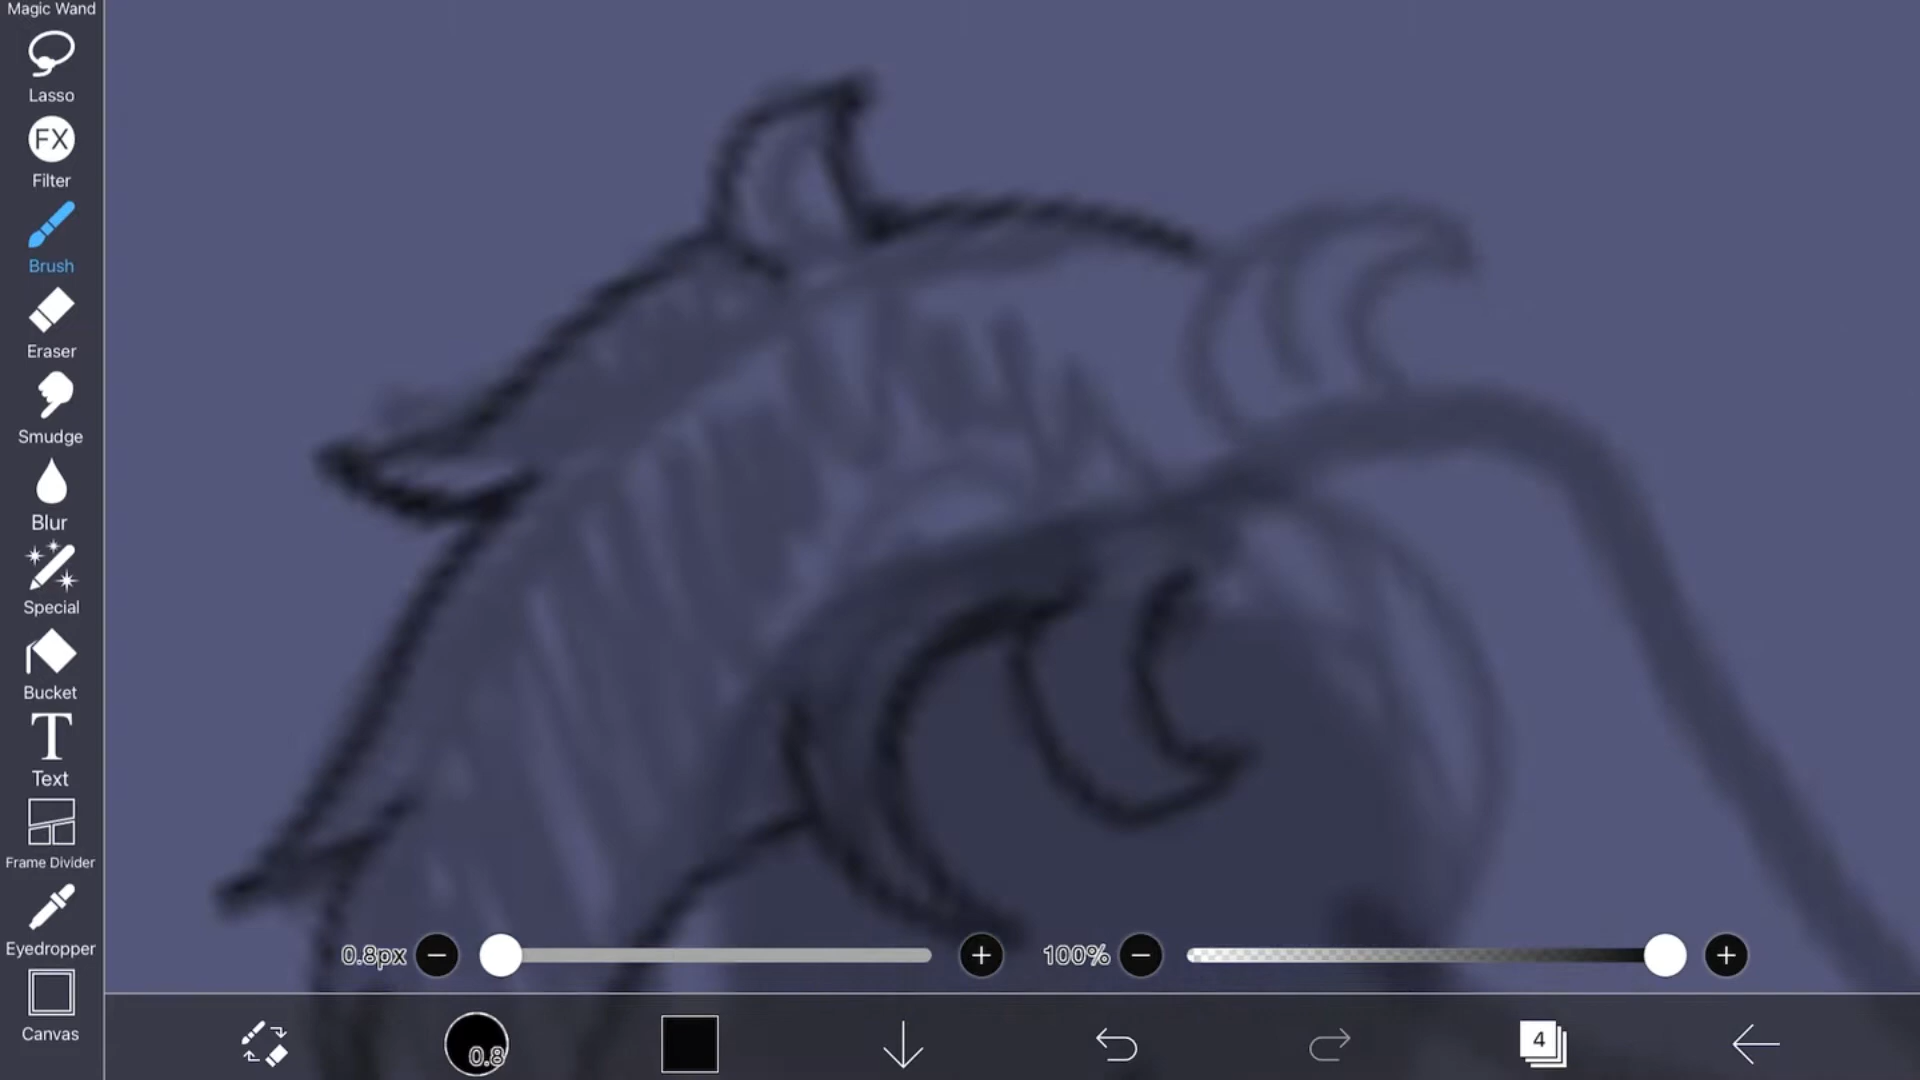 Magic Wand
Lasso
FX
Filter
Brush
Eraser
Smudge
Blur
Special
Bucket
T
Text
Frame Divider
Eyedropper
Canvas
0.8px
100%
0.8
4